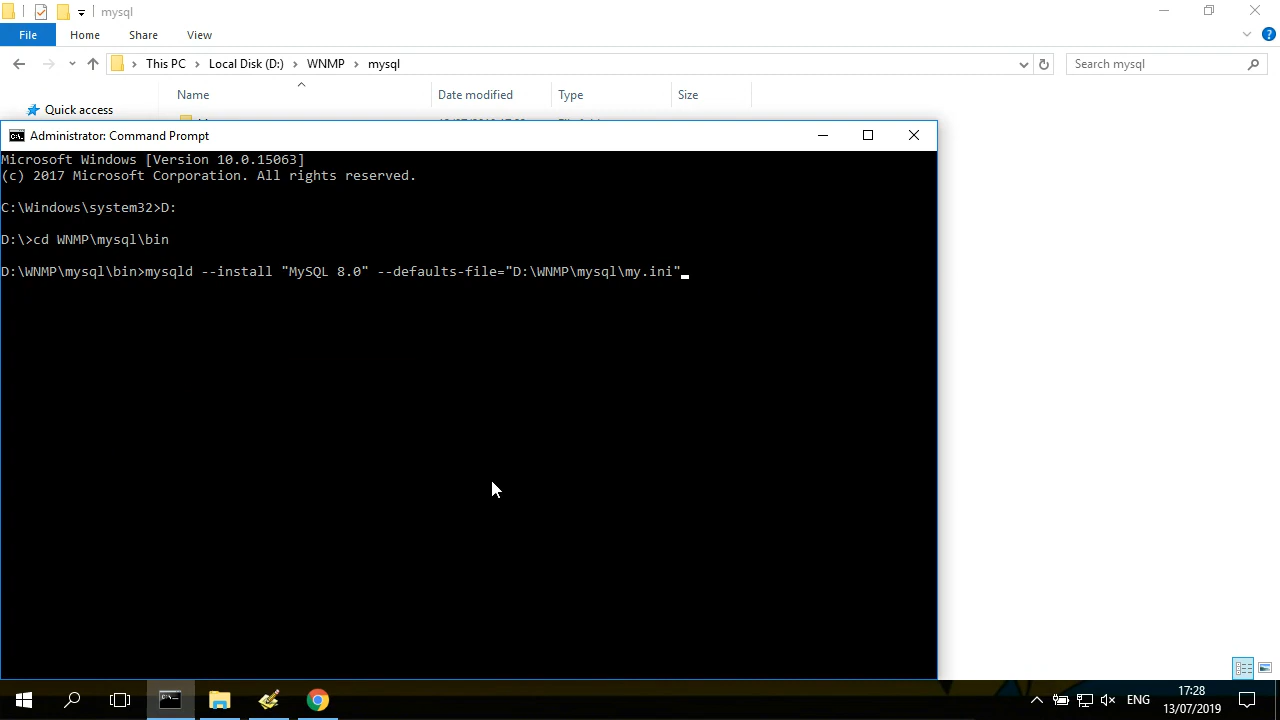 mysql
File Home Share View
This PC Local Disk (D:) WNMP mysql
Search mysql
Name Date modified Type Size
Quick access
Administrator: Command Prompt
Microsoft Windows [Version 10.0.15063]
(c) 2017 Microsoft Corporation. All rights reserved.
C:\Windows\system32>D:
D:\>cd WNMP\mysql\bin
D:\WNMP\mysql\bin>mysqld --install "MySQL 8.0" --defaults-file="D:\WNMP\mysql\my.ini"
ENG
17:28
13/07/2019